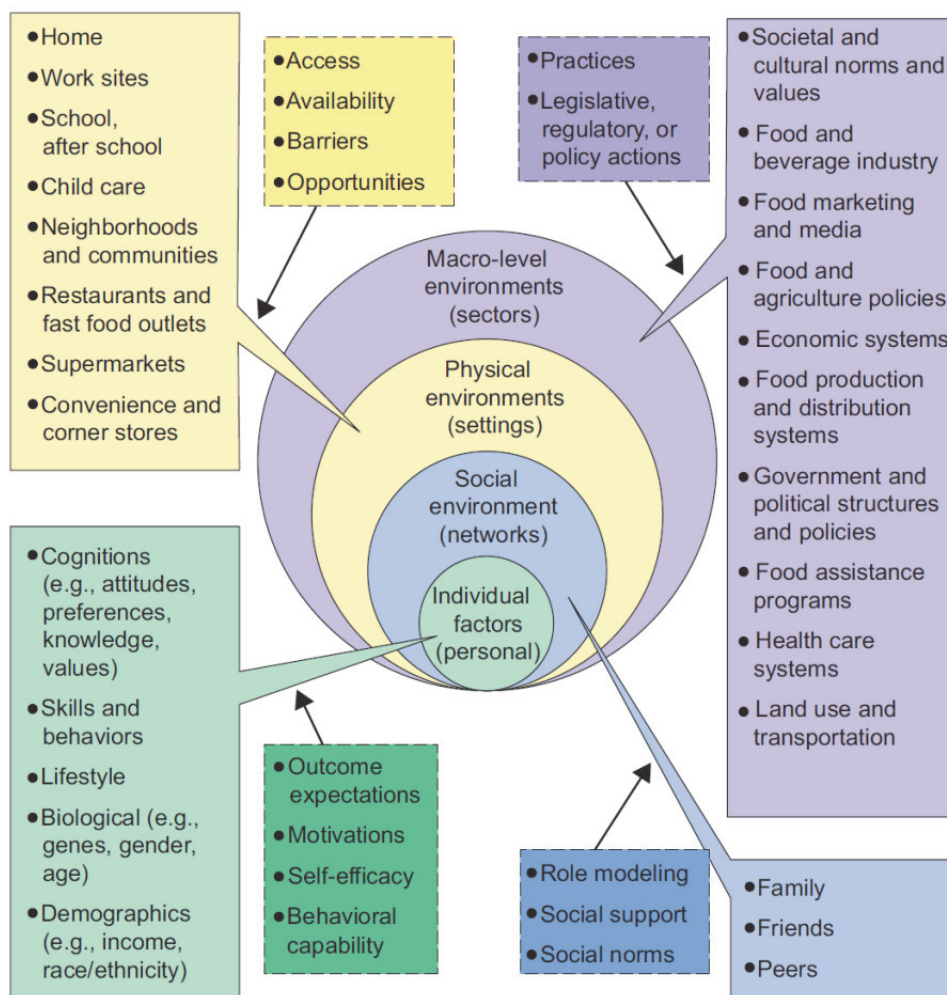 • Home
• Work sites
• School,
after school
• Child care
• Neighborhoods
and communities
• Restaurants and
fast food outlets
• Supermarkets
• Convenience and
corner stores
• Access
• Availability
• Barriers
• Opportunities
• Practices
• Legislative,
regulatory, or
policy actions
• Societal and
cultural norms and
values
• Food and
beverage industry
• Food marketing
and media
• Food and
agriculture policies
• Economic systems
• Food production
and distribution
systems
• Government and
political structures
and policies
• Food assistance
programs
• Health care
systems
• Land use and
transportation
Macro-level
environments
(sectors)
Physical
environments
(settings)
Social
environment
(networks)
Individual
factors
(personal)
• Cognitions
(e.g., attitudes,
preferences,
knowledge,
values)
• Skills and
behaviors
• Lifestyle
• Biological (e.g.,
genes, gender,
age)
• Demographics
(e.g., income,
race/ethnicity)
• Outcome
expectations
• Motivations
• Self-efficacy
• Behavioral
capability
• Role modeling
• Social support
• Social norms
• Family
• Friends
• Peers